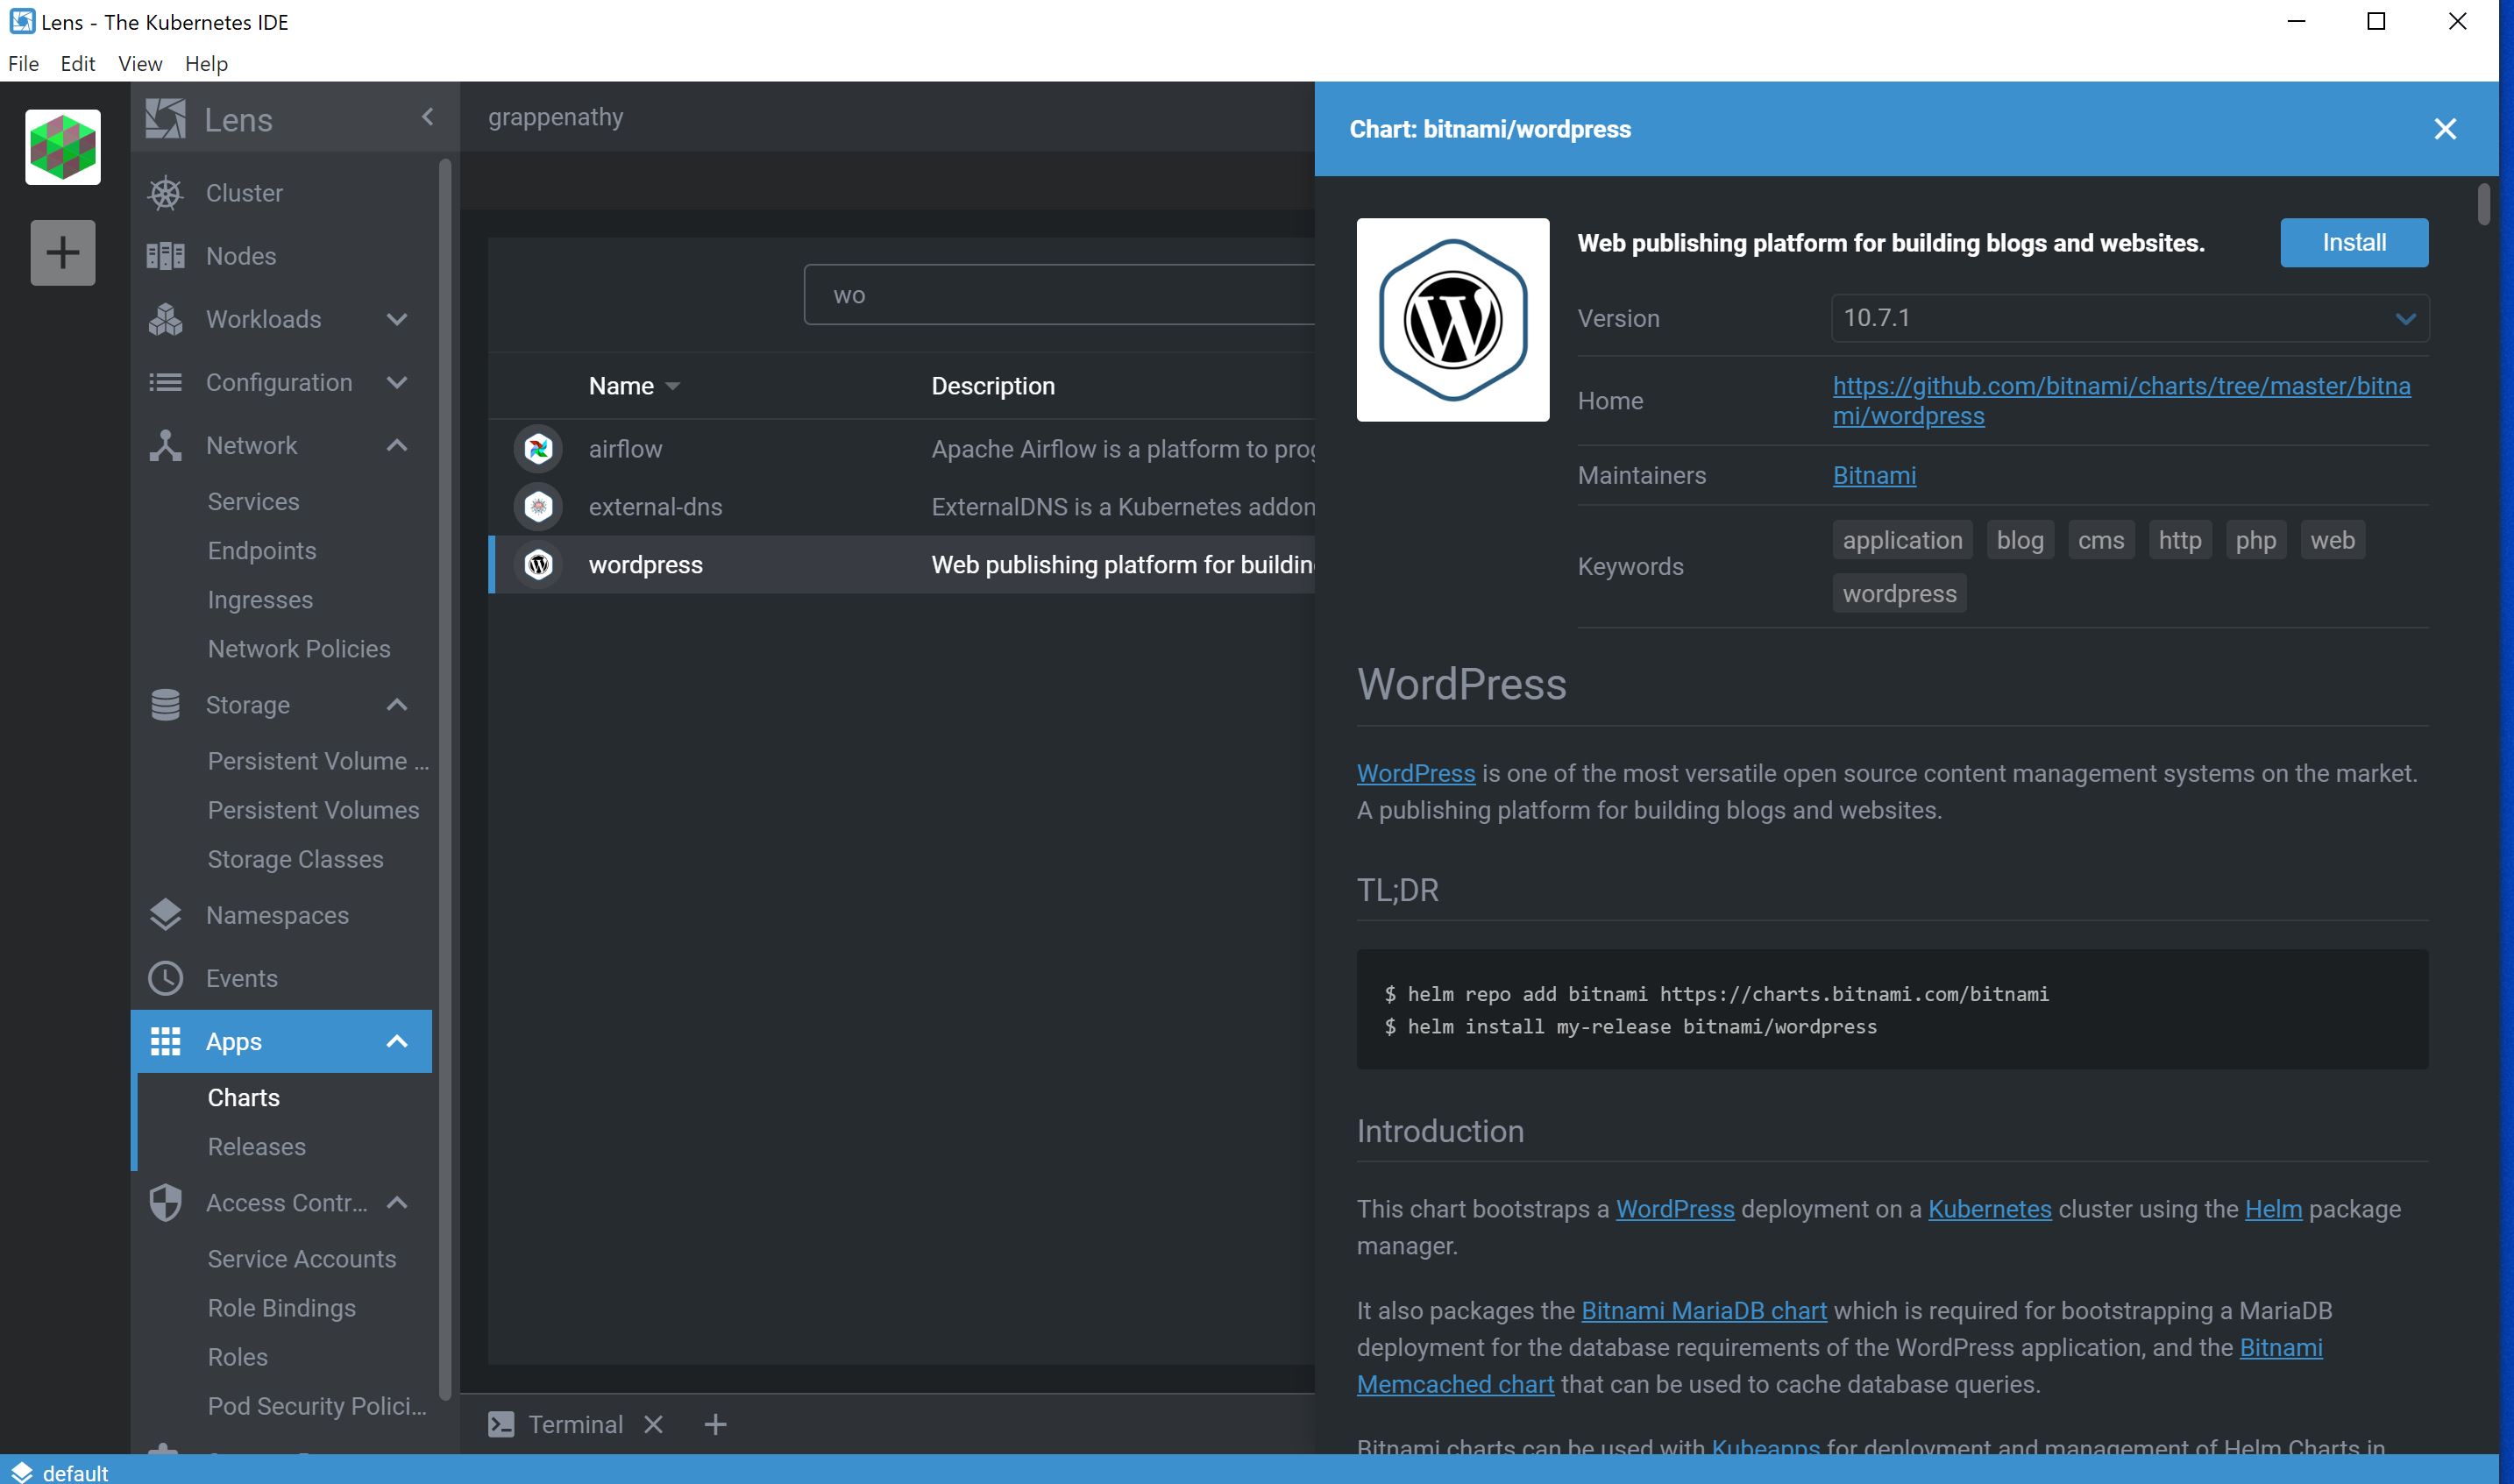 Lens - The Kubernetes IDE
File Edit View Help
Lens
Cluster
Nodes
Workloads
Configuration
Network
Services
Endpoints
Ingresses
Network Policies
Storage
Persistent Volume ...
Persistent Volumes
Storage Classes
Namespaces
Events
Apps
Charts
Releases
Access Contr...
Service Accounts
Role Bindings
Roles
Pod Security Polici...
grappenathy
wo
Name Description
airflow Apache Airflow is a platform to prog
external-dns ExternalDNS is a Kubernetes addon
wordpress Web publishing platform for buildin
Terminal
Chart: bitnami/wordpress
Web publishing platform for building blogs and websites.
Install
Version 10.7.1
Home https://github.com/bitnami/charts/tree/master/bitna
mi/wordpress
Maintainers Bitnami
Keywords application blog cms http php web
wordpress
WordPress
WordPress is one of the most versatile open source content management systems on the market.
A publishing platform for building blogs and websites.
TL;DR
$ helm repo add bitnami https://charts.bitnami.com/bitnami
$ helm install my-release bitnami/wordpress
Introduction
This chart bootstraps a WordPress deployment on a Kubernetes cluster using the Helm package
manager.
It also packages the Bitnami MariaDB chart which is required for bootstrapping a MariaDB
deployment for the database requirements of the WordPress application, and the Bitnami
Memcached chart that can be used to cache database queries.
Bitnami charts can be used with Kubeapps for deployment and management of Helm Charts in
default